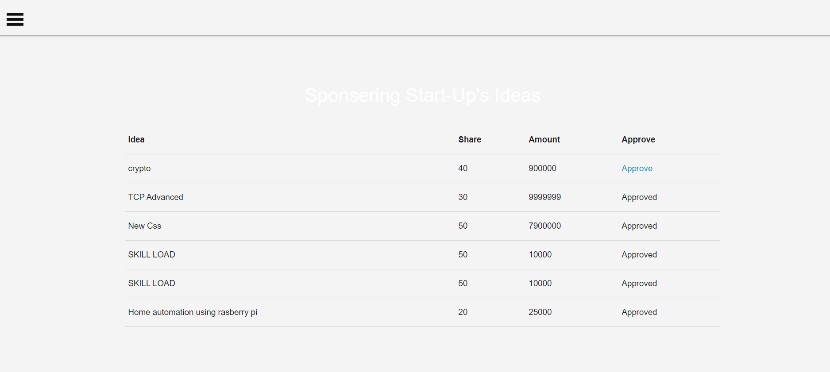 Sponsering Start-Up's Ideas
Idea Share Amount Approve
crypto 40 900000 Approve
TCP Advanced 30 9999999 Approved
New Css 50 7900000 Approved
SKILL LOAD 50 10000 Approved
SKILL LOAD 50 10000 Approved
Home automation using rasberry pi 20 25000 Approved